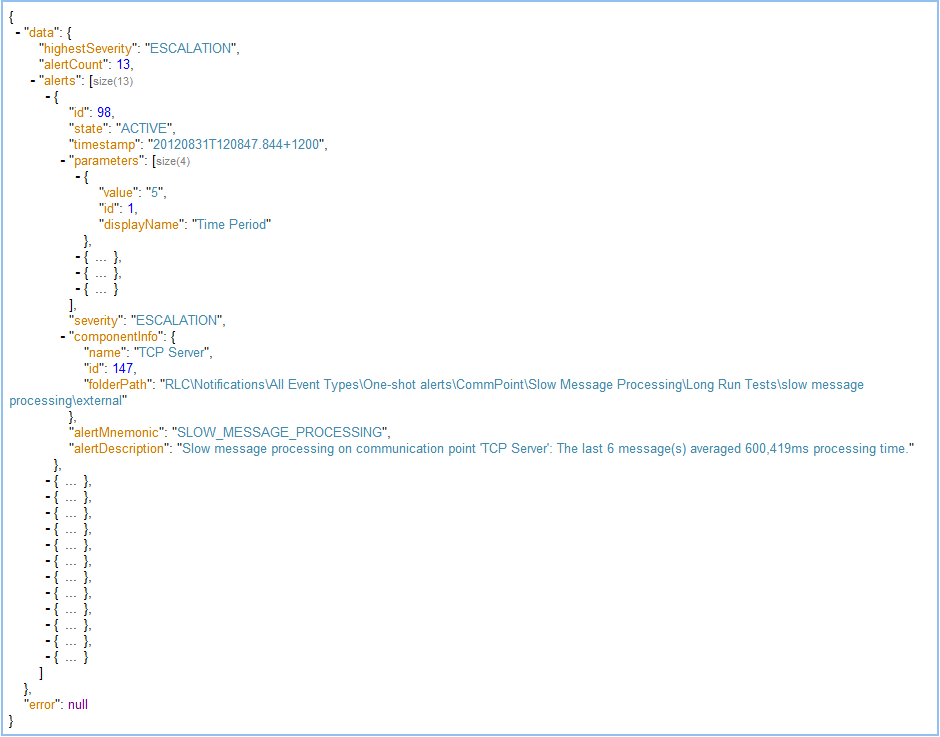 {
- "data": {
"highestSeverity": "ESCALATION",
"alertCount": 13,
- "alerts": [size(13)
- {
"id": 98,
"state": "ACTIVE",
"timestamp": "20120831T120847.844+1200",
- "parameters": [size(4)
- {
"value": "5",
"id": 1,
"displayName": "Time Period"
},
- { ... },
- { ... },
- { ... }
],
"severity": "ESCALATION",
- "componentInfo": {
"name": "TCP Server",
"id": 147,
"folderPath": "RLC\Notifications\All Event Types\One-shot alerts\CommPoint\Slow Message Processing\Long Run Tests\slow message
processing\external"
},
"alertMnemonic": "SLOW_MESSAGE_PROCESSING",
"alertDescription": "Slow message processing on communication point 'TCP Server': The last 6 message(s) averaged 600,419ms processing time."
},
- { ... },
- { ... },
- { ... },
- { ... },
- { ... },
- { ... },
- { ... },
- { ... },
- { ... },
- { ... },
- { ... },
- { ... }
]
},
"error": null
}